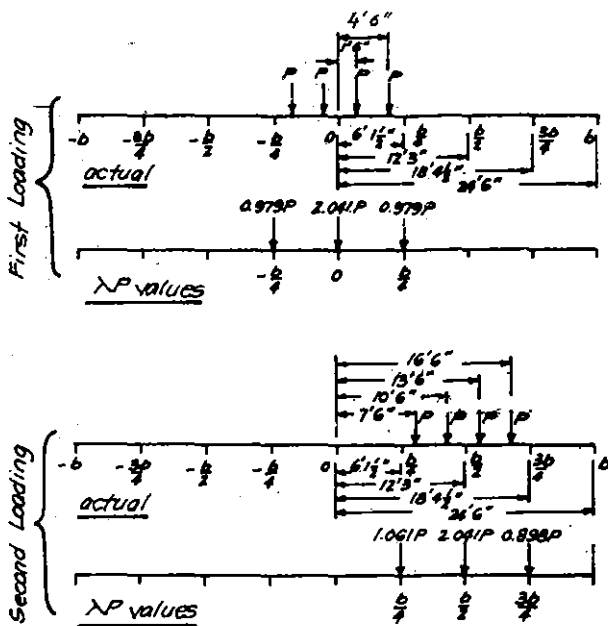 4'6"
1'6"
P P P P
First Loading
-b -3b/4 -b/2 -b/4 0 b/4 b/2 3b/4 b
6'1½"
12'3"
18'4½"
24'6"
actual
0.979P 2.041P 0.979P
-b/4 0 b/4
λP values
16'6"
13'6"
10'6"
7'6"
P P P P
Second Loading
-b -3b/4 -b/2 -b/4 0 b/4 b/2 3b/4 b
6'1½"
12'3"
18'4½"
24'6"
actual
1.061P 2.041P 0.898P
b/4 b/2 3b/4
λP values